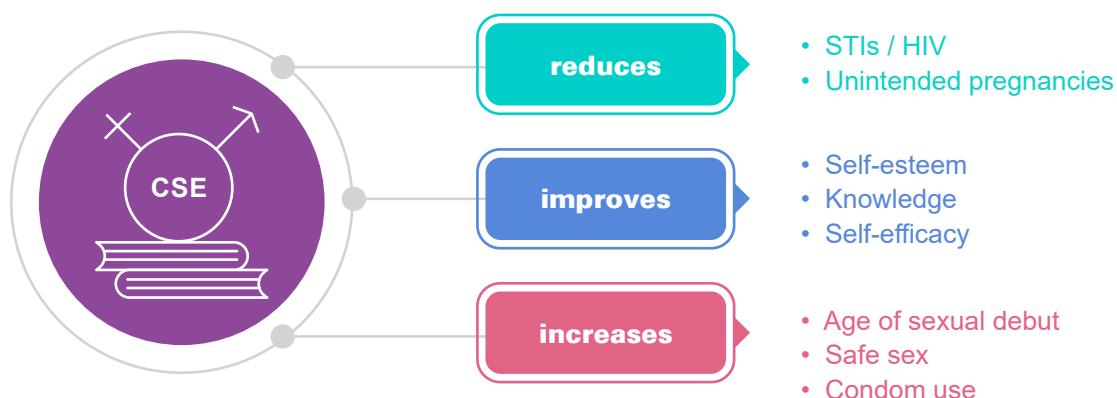 CSE
reduces
• STIs / HIV
• Unintended pregnancies
improves
• Self-esteem
• Knowledge
• Self-efficacy
increases
• Age of sexual debut
• Safe sex
• Condom use